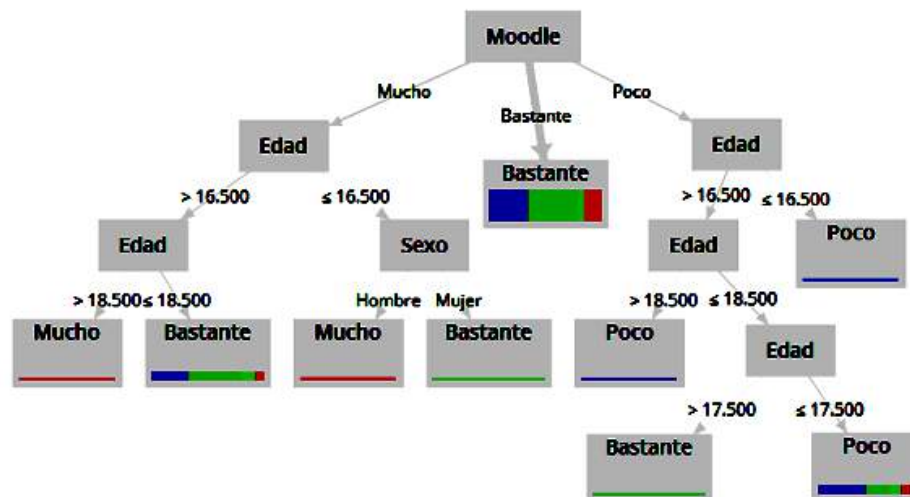 Moodle
Mucho
Bastante
Poco
Edad
Bastante
Edad
> 16.500
≤ 16.500
> 16.500
≤ 16.500
Edad
Sexo
Edad
Poco
> 18.500
≤ 18.500
Hombre
Mujer
> 18.500
≤ 18.500
Mucho
Bastante
Mucho
Bastante
Poco
Edad
> 17.500
≤ 17.500
Bastante
Poco